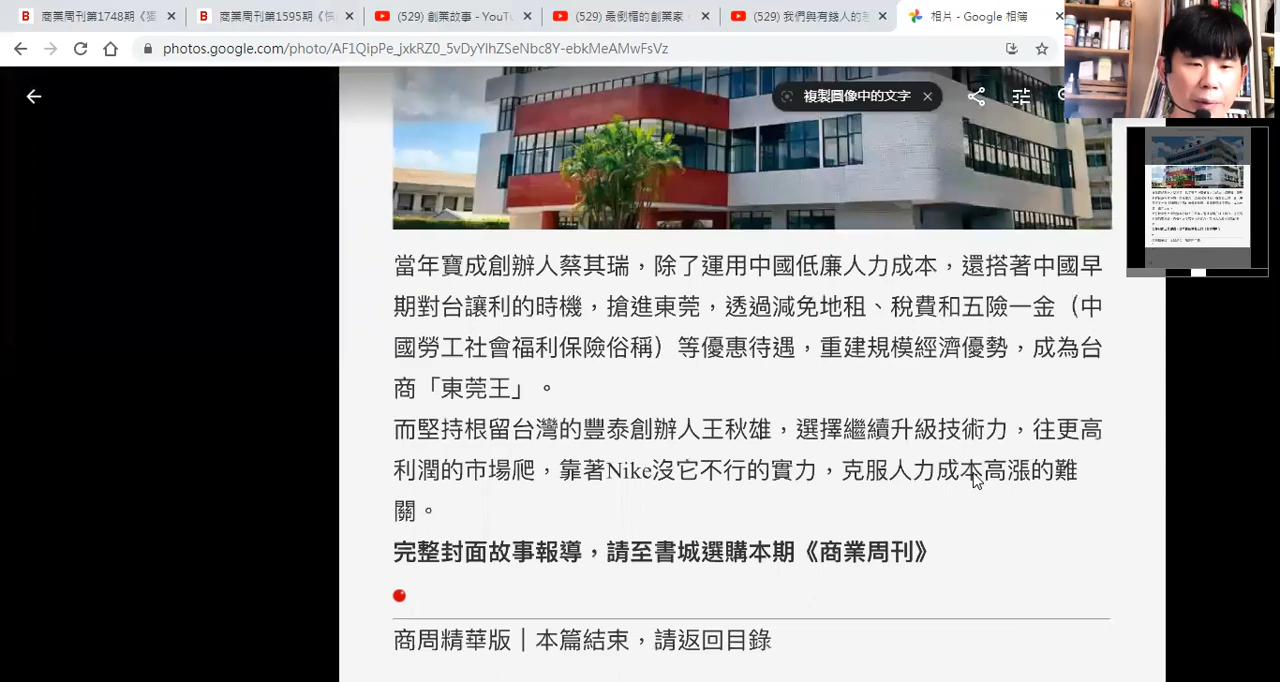 商業周刊第1748期《獨
商業周刊第1595期《快
(529) 創業故事 - YouTu
(529) 最倒楣的創業家
(529) 我們與有錢人的
相片 - Google 相簿
photos.google.com/photo/AF1QipPe_jxkRZ0_5vDyYlhZSeNbc8Y-ebkMeAMwFsVz
複製圖像中的文字
當年寶成創辦人蔡其瑞，除了運用中國低廉人力成本，還搭著中國早
期對台讓利的時機，搶進東莞，透過減免地租、稅費和五險一金（中
國勞工社會福利保險俗稱）等優惠待遇，重建規模經濟優勢，成為台
商「東莞王」。
而堅持根留台灣的豐泰創辦人王秋雄，選擇繼續升級技術力，往更高
利潤的市場爬，靠著Nike沒它不行的實力，克服人力成本高漲的難
關。
完整封面故事報導，請至書城選購本期《商業周刊》
商周精華版｜本篇結束，請返回目錄